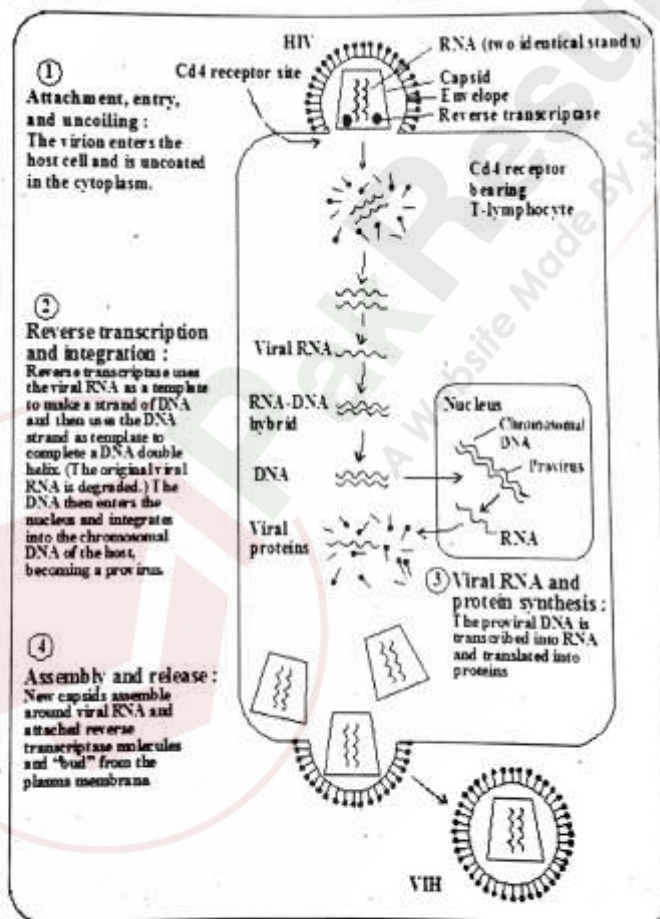 HIV
RNA (two identical stands)
Cd4 receptor site
Capsid
Envelope
Reverse transcriptase
1
Attachment, entry,
and uncoiling :
The virion enters the
host cell and is uncoated
in the cytoplasm.
Cd4 receptor
bearing
T-lymphocyte
2
Reverse transcription
and integration :
Reverse transcriptase uses
the viral RNA as a template
to make a strand of DNA
and then uses the DNA
strand as template to
complete a DNA double
helix. (The original viral
RNA is degraded.) The
DNA then enters the
nucleus and integrates
into the chromosomal
DNA of the host,
becoming a provirus.
Viral RNA
RNA-DNA
hybrid
DNA
Viral
proteins
Nucleus
Chromosomal
DNA
Provirus
RNA
3 Viral RNA and
protein synthesis :
The proviral DNA is
transcribed into RNA
and translated into
proteins
4
Assembly and release :
New capsids assemble
around viral RNA and
attached reverse
transcriptase molecules
and "bud" from the
plasma membrana
VIH
PakResu
A Website Made By St